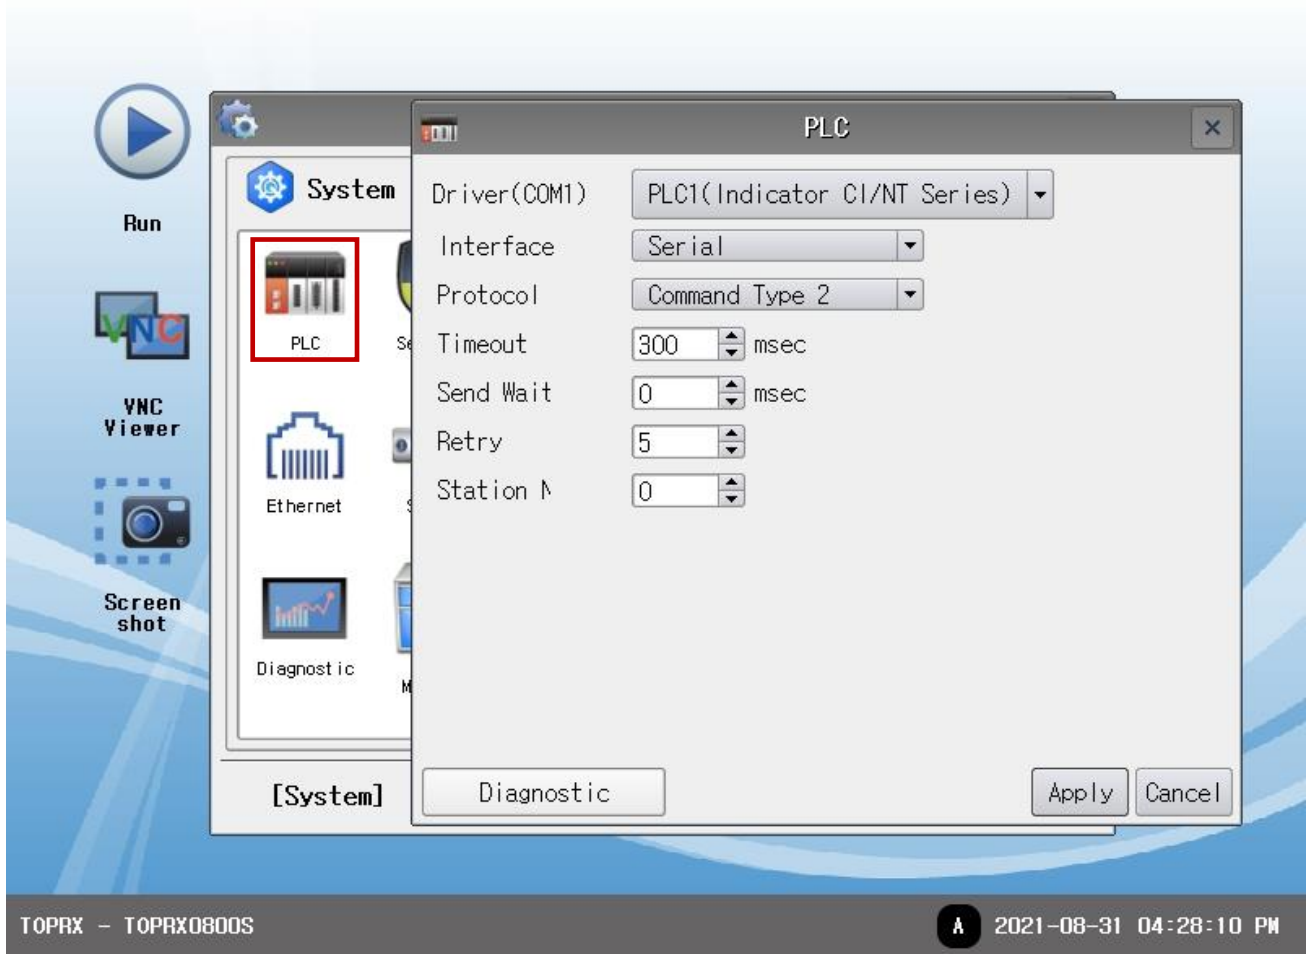 Run
VNC
Viewer
Screen
shot
System
PLC
Ethernet
Diagnostic
[System]
PLC
Driver(COM1) PLC1(Indicator CI/NT Series)
Interface Serial
Protocol Command Type 2
Timeout 300 msec
Send Wait 0 msec
Retry 5
Station N 0
Diagnostic Apply Cancel
TOPRX - TOPRX0800S A 2021-08-31 04:28:10 PM